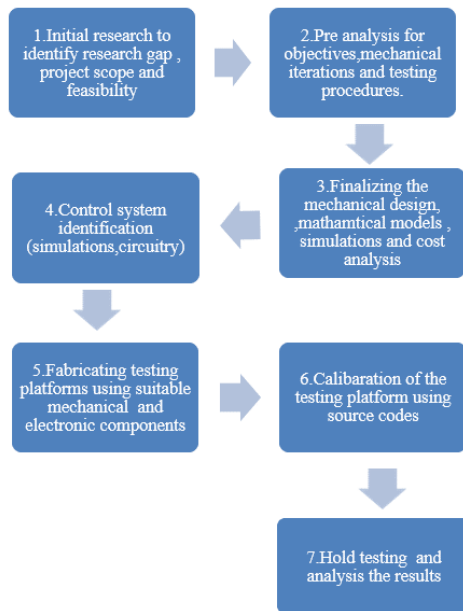 1.Initial research to
identify research gap ,
project scope and
feasibility
2.Pre analysis for
objectives,mechanical
iterations and testing
procedures.
3.Finalizing the
mechanical design,
,mathamtical models ,
simulations and cost
analysis
4.Control system
identification
(simulations,circuitry)
5.Fabricating testing
platforms using suitable
mechanical and
electronic components
6.Calibaration of the
testing platform using
source codes
7.Hold testing and
analysis the results